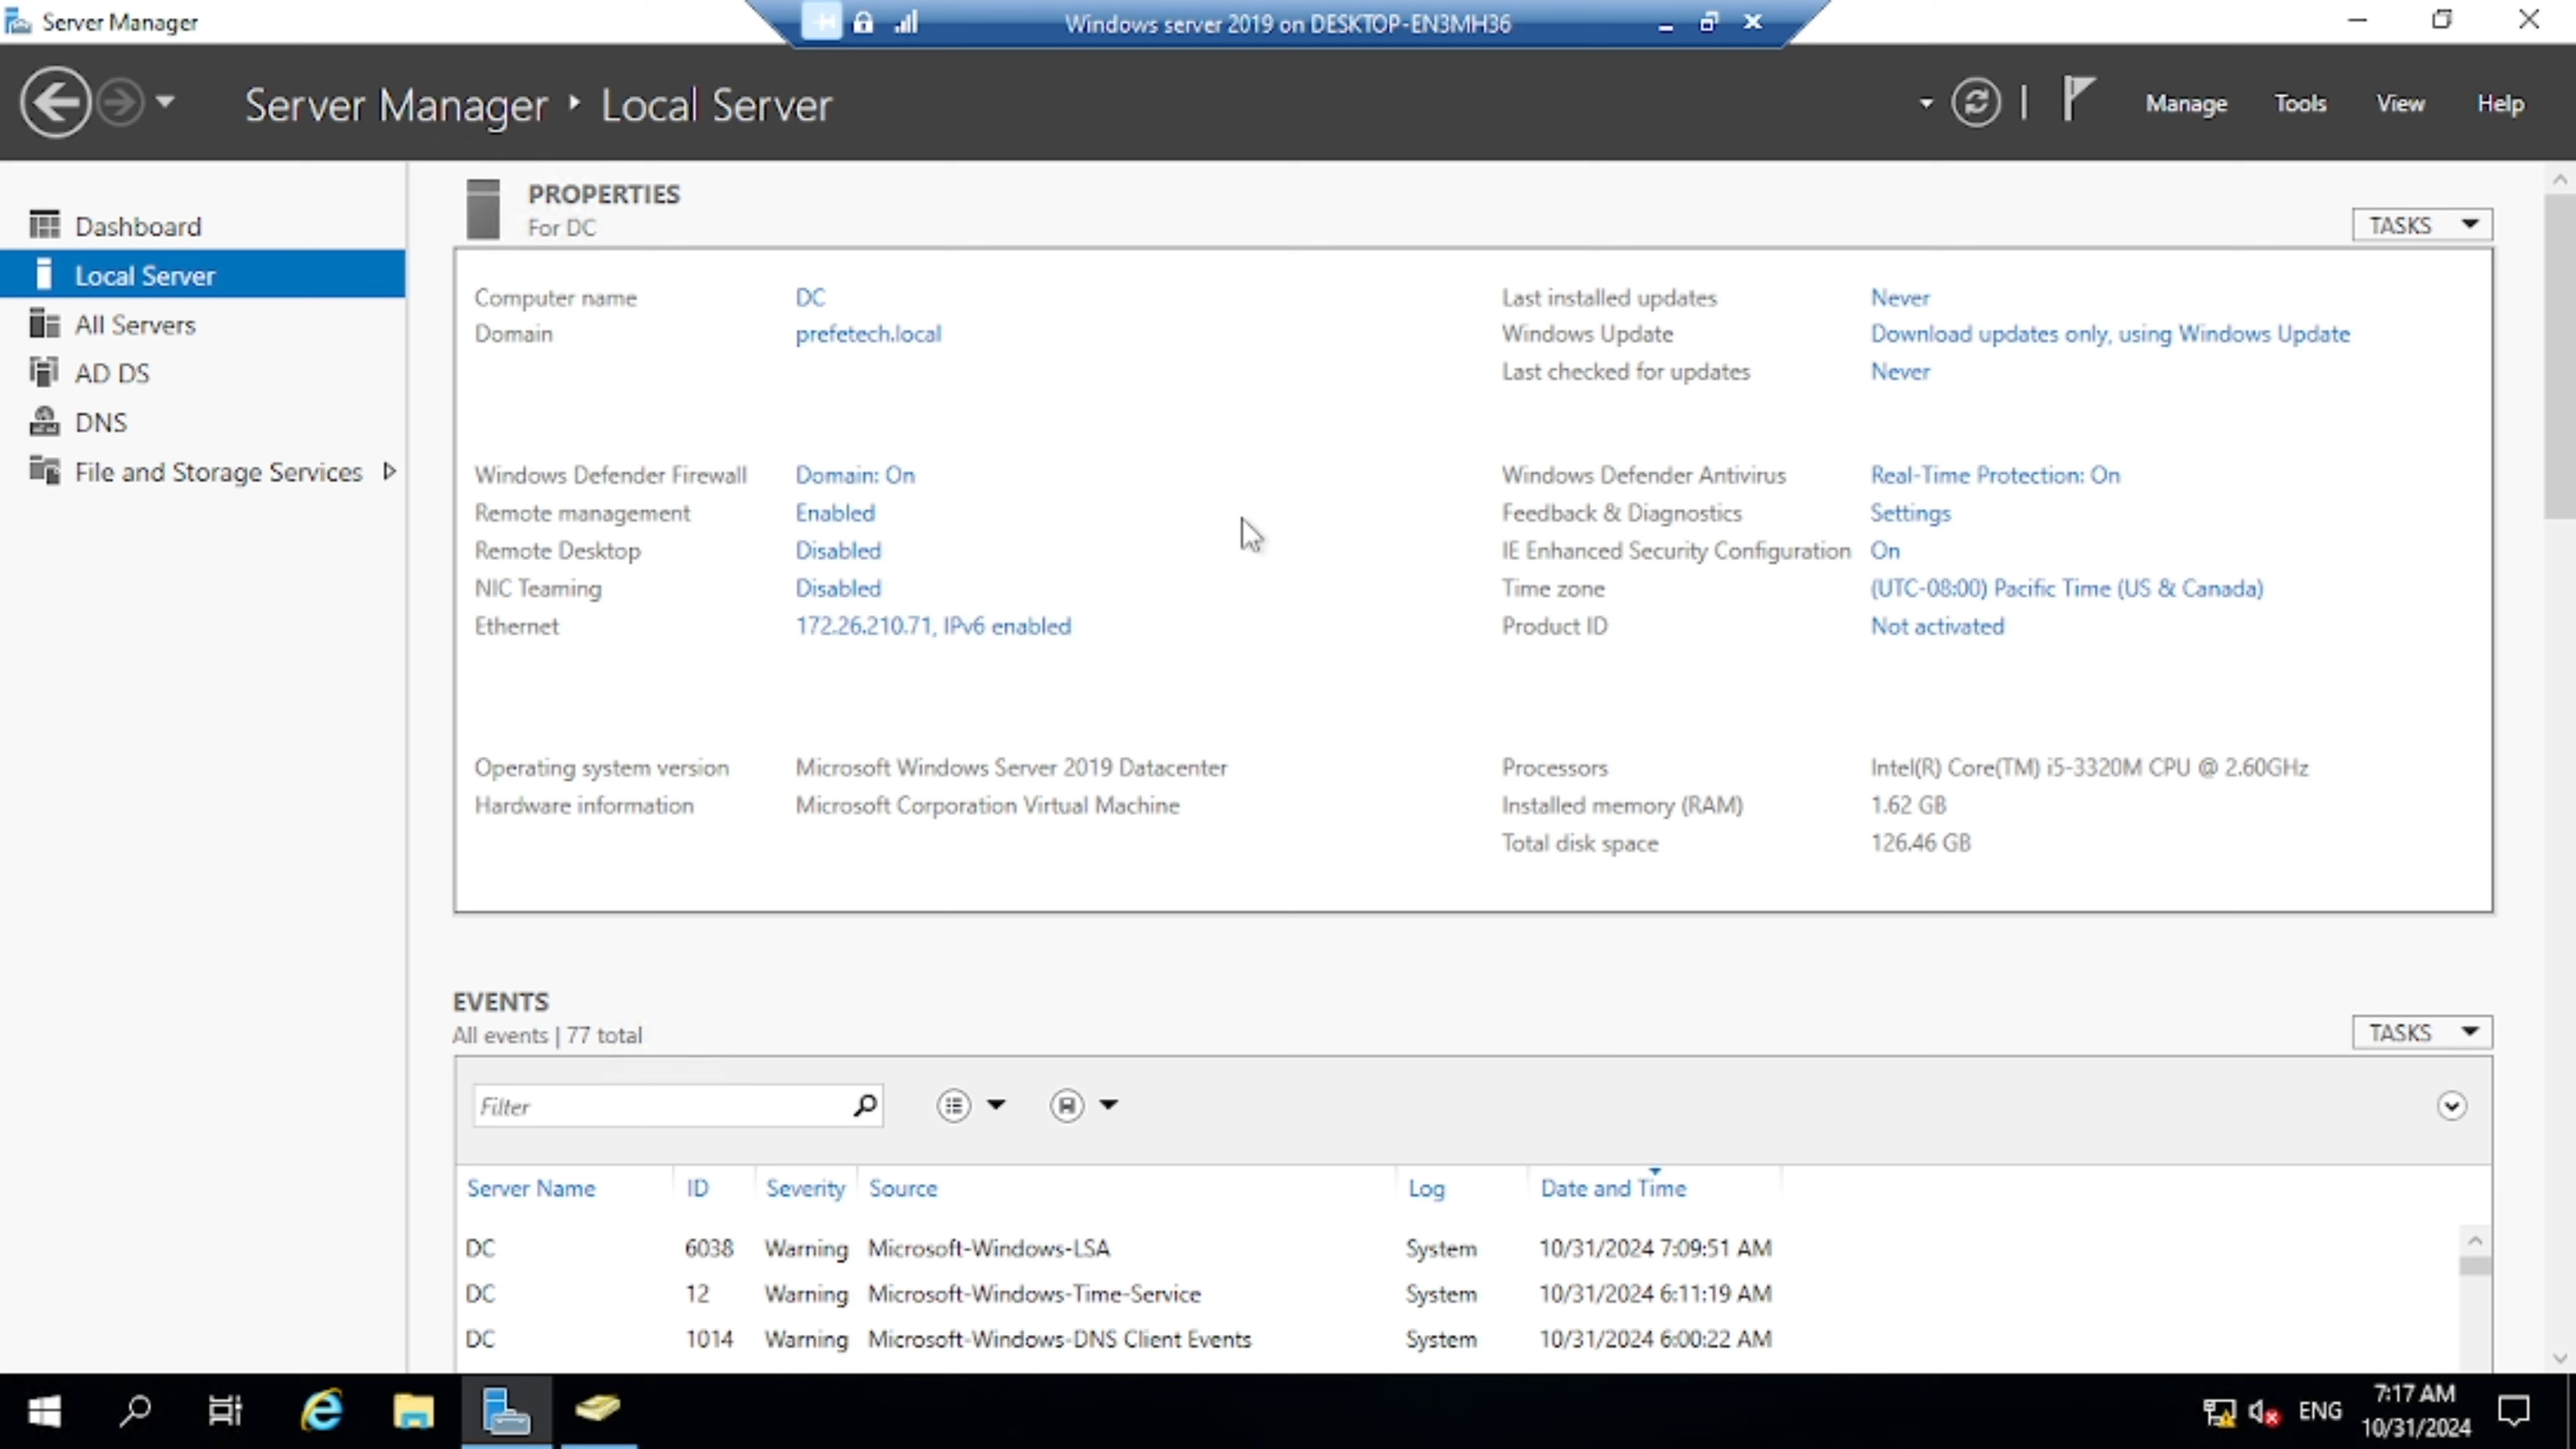 Server Manager
Windows server 2019 on DESKTOP-EN3MH36
Server Manager ‣ Local Server
Manage Tools View Help
Dashboard
Local Server
All Servers
AD DS
DNS
File and Storage Services
PROPERTIES
For DC
TASKS
Computer name DC
Domain prefetech.local
Last installed updates Never
Windows Update Download updates only, using Windows Update
Last checked for updates Never
Windows Defender Firewall Domain: On
Remote management Enabled
Remote Desktop Disabled
NIC Teaming Disabled
Ethernet 172.26.210.71, IPv6 enabled
Windows Defender Antivirus Real-Time Protection: On
Feedback & Diagnostics Settings
IE Enhanced Security Configuration On
Time zone (UTC-08:00) Pacific Time (US & Canada)
Product ID Not activated
Operating system version Microsoft Windows Server 2019 Datacenter
Hardware information Microsoft Corporation Virtual Machine
Processors Intel(R) Core(TM) i5-3320M CPU @ 2.60GHz
Installed memory (RAM) 1.62 GB
Total disk space 126.46 GB
EVENTS
All events | 77 total
TASKS
Filter
Server Name ID Severity Source Log Date and Time
DC 6038 Warning Microsoft-Windows-LSA System 10/31/2024 7:09:51 AM
DC 12 Warning Microsoft-Windows-Time-Service System 10/31/2024 6:11:19 AM
DC 1014 Warning Microsoft-Windows-DNS Client Events System 10/31/2024 6:00:22 AM
ENG
7:17 AM
10/31/2024